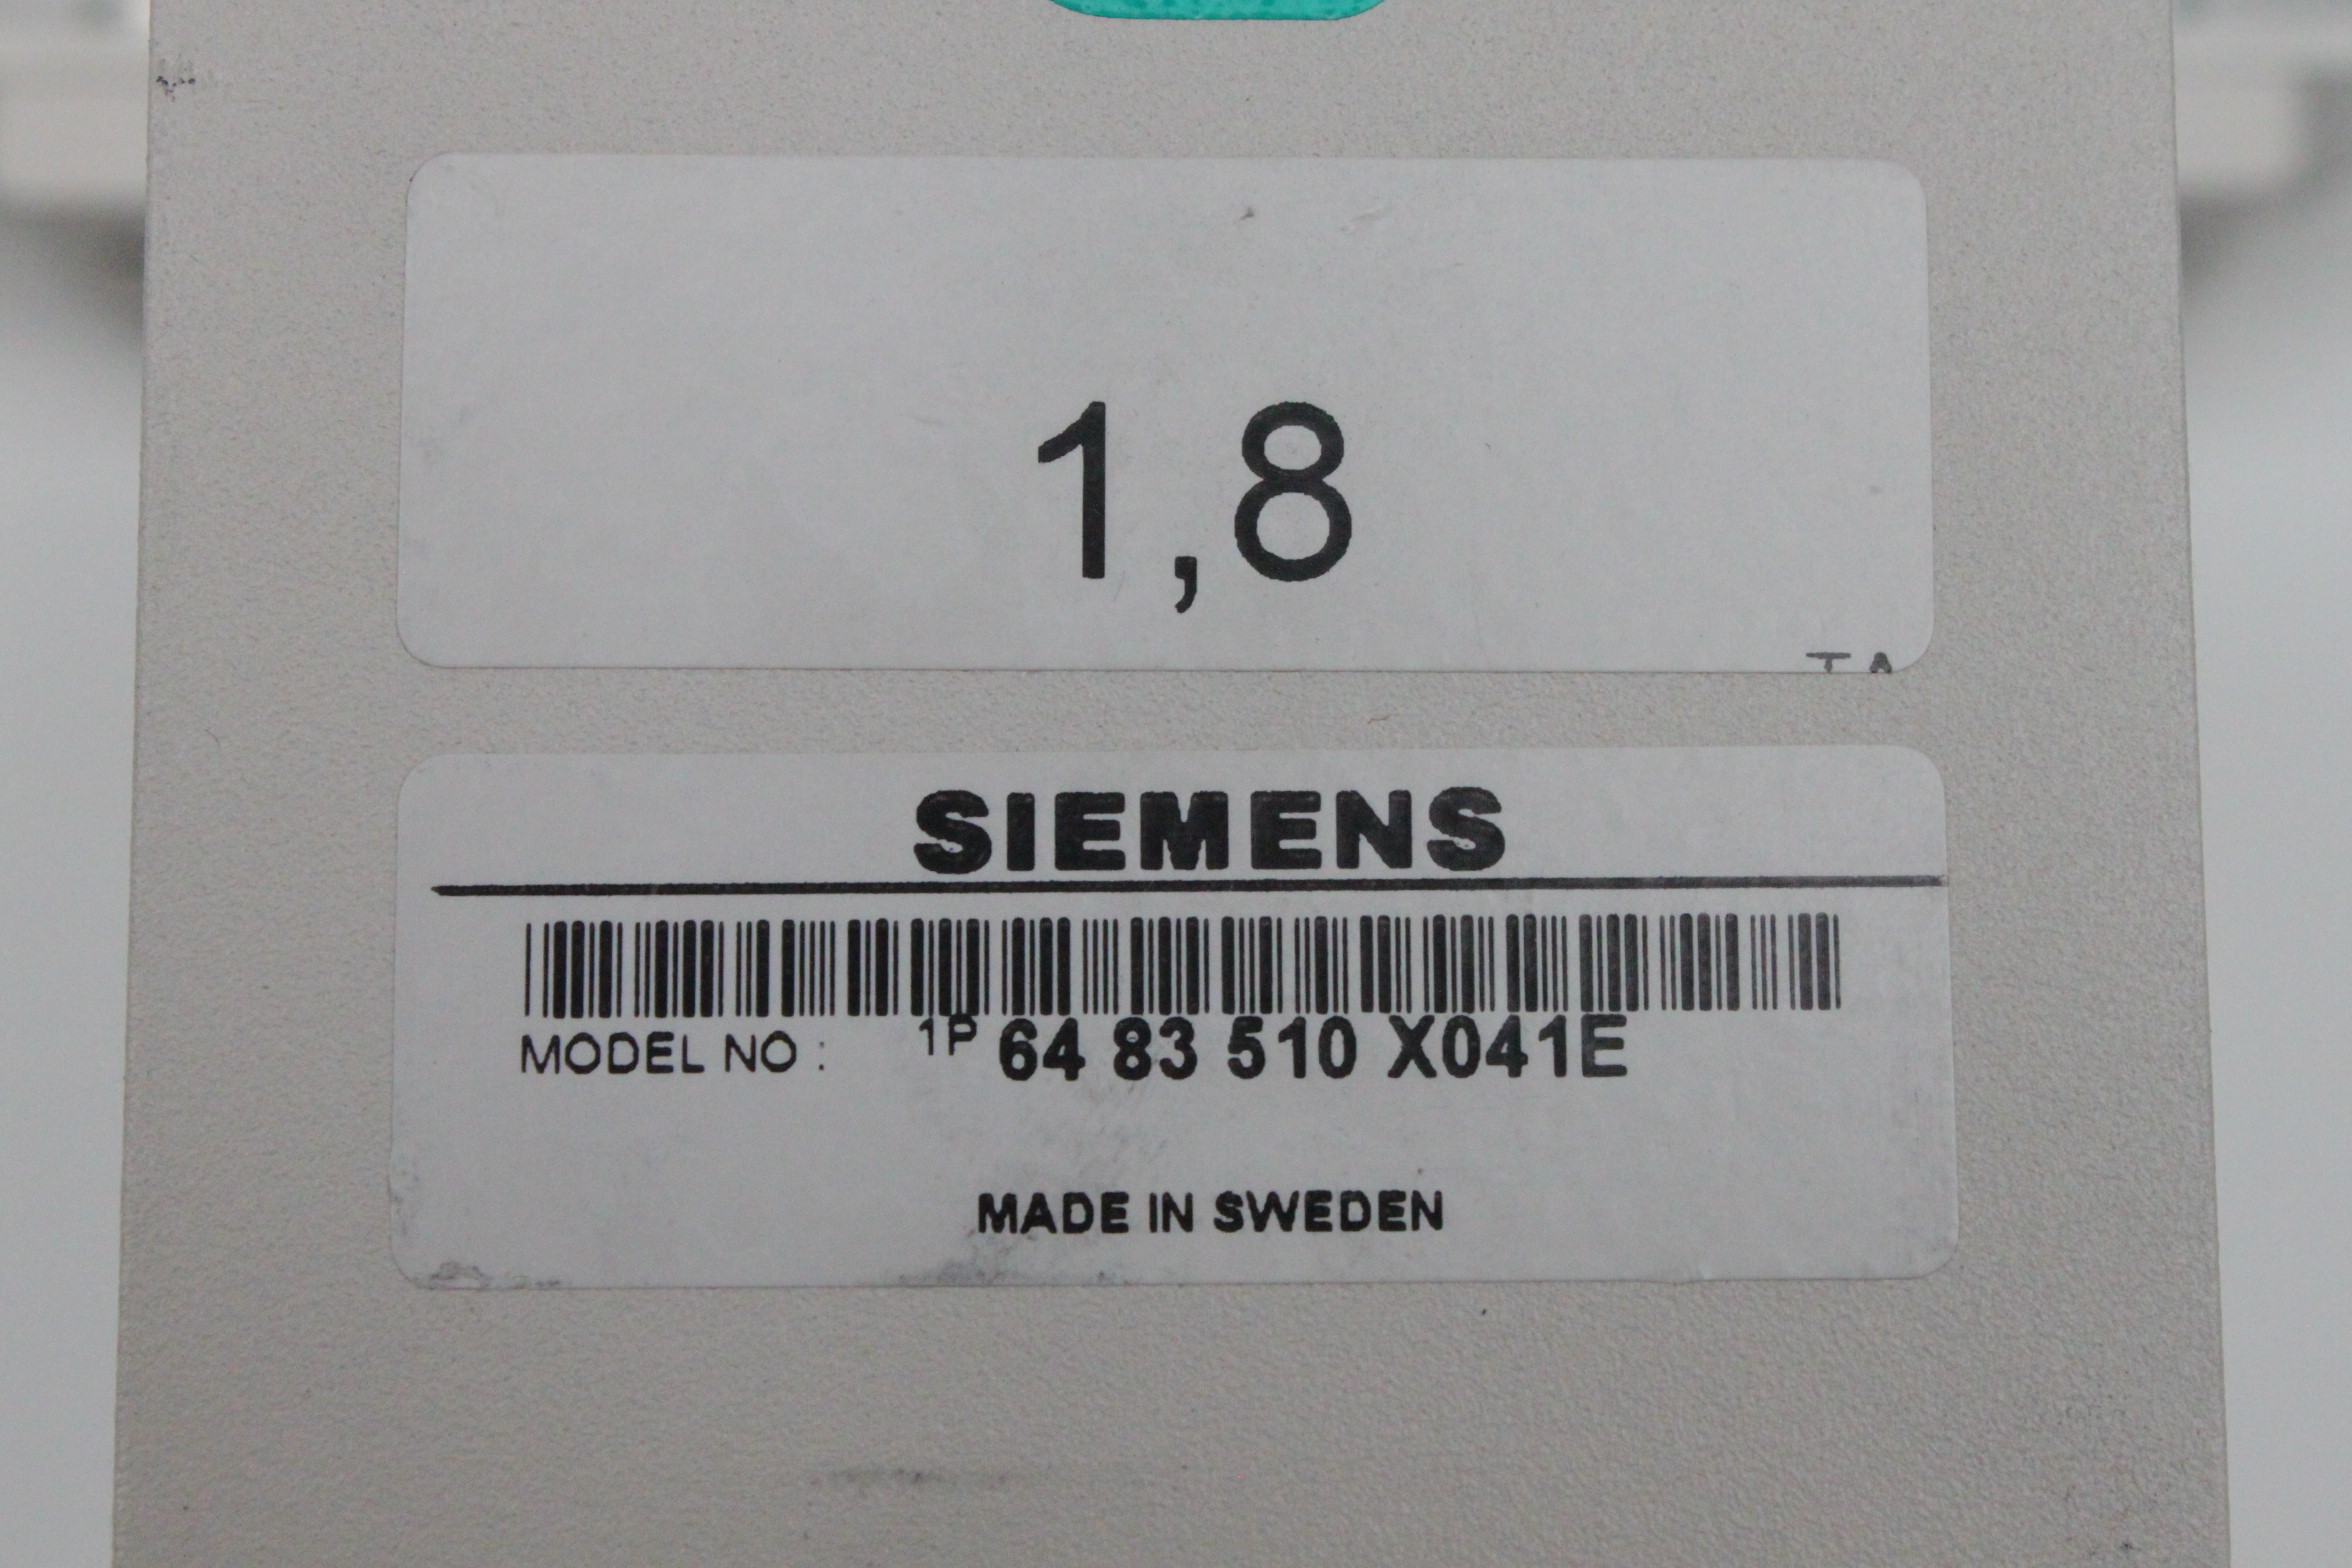 1,8
SIEMENS
MODEL NO : 1P 64 83 510 X041E
MADE IN SWEDEN